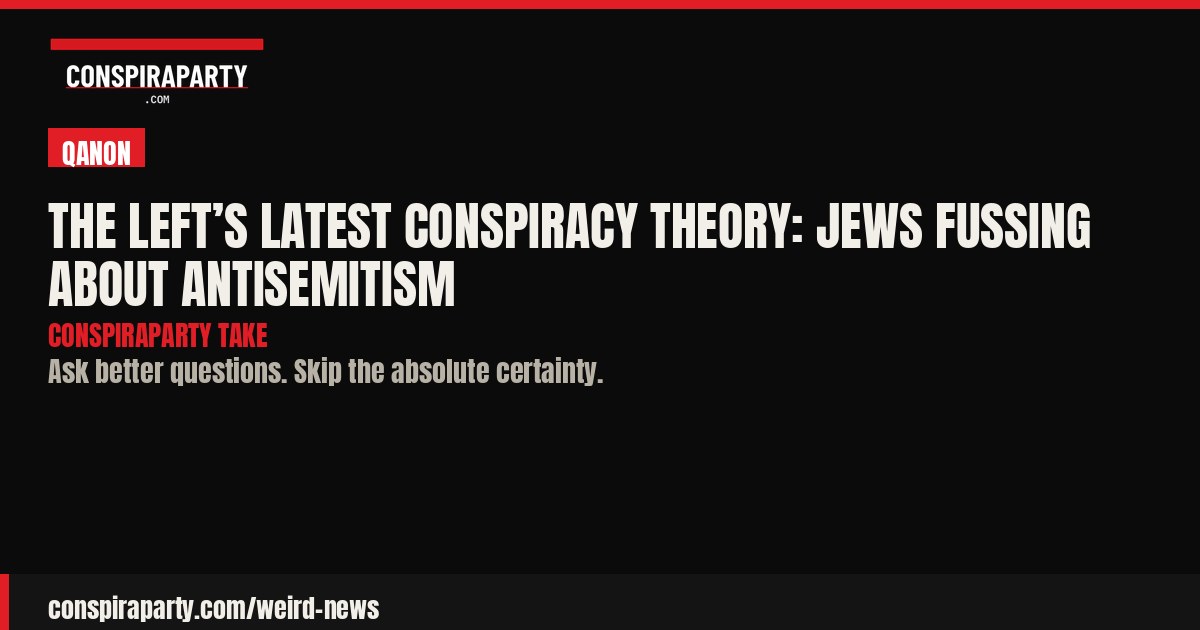 CONSPIRAPARTY
.COM
QANON
THE LEFT’S LATEST CONSPIRACY THEORY: JEWS FUSSING
ABOUT ANTISEMITISM
CONSPIRAPARTY TAKE
Ask better questions. Skip the absolute certainty.
conspiraparty.com/weird-news